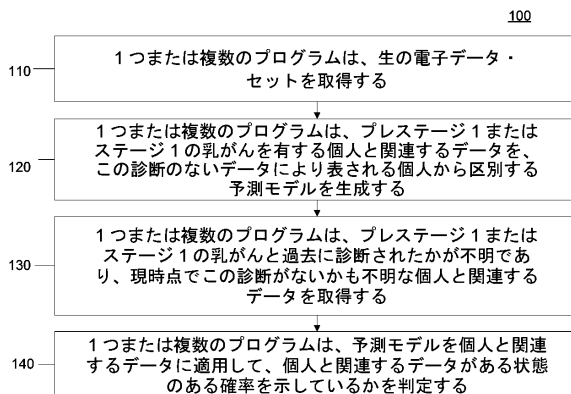 100
110
1つまたは複数のプログラムは、生の電子データ・
セットを取得する
120
1つまたは複数のプログラムは、プレステージ1または
ステージ1の乳がんを有する個人と関連するデータを、
この診断のないデータにより表される個人から区別する
予測モデルを生成する
130
1つまたは複数のプログラムは、プレステージ1または
ステージ1の乳がんと過去に診断されたかが不明であ
り、現時点でこの診断がないかも不明な個人と関連する
データを取得する
140
1つまたは複数のプログラムは、予測モデルを個人と関連
するデータに適用して、個人と関連するデータがある状態
のある確率を示しているかを判定する